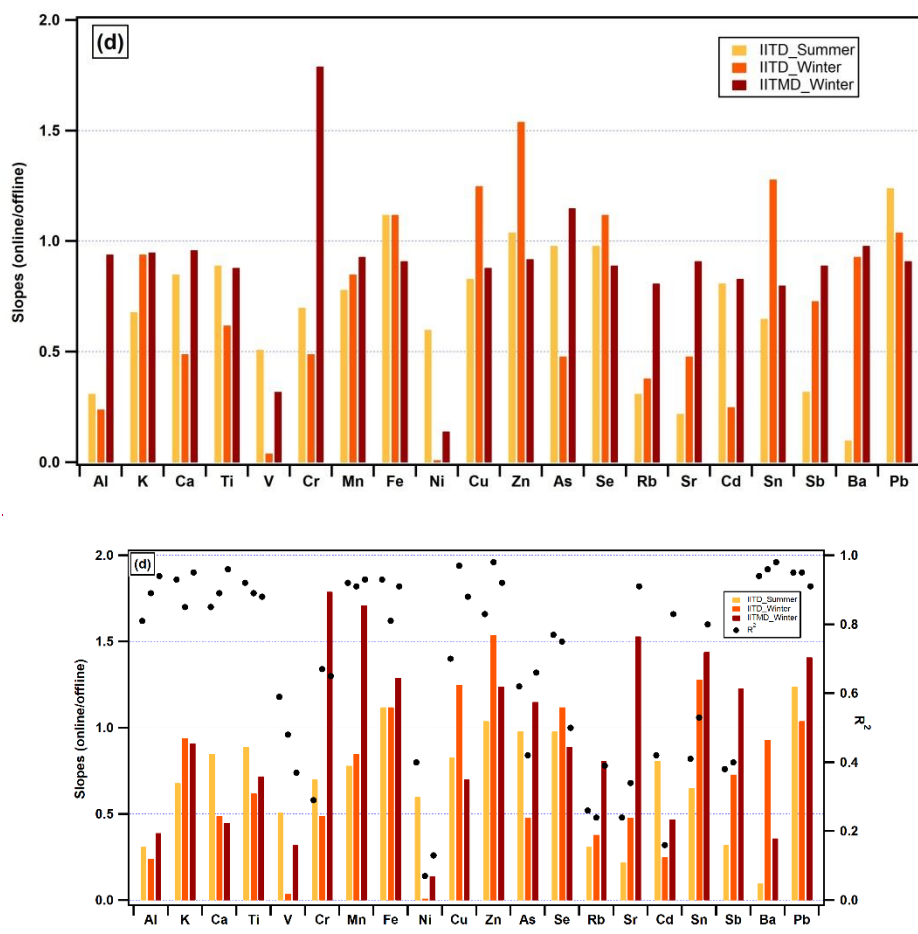 2.0
(d)
IITD_Summer
IITD_Winter
IITMD_Winter
1.5
1.0
0.5
0.0
Slopes (online/offline)
Al K Ca Ti V Cr Mn Fe Ni Cu Zn As Se Rb Sr Cd Sn Sb Ba Pb
2.0 1.0
(d)
IITD_Summer
IITD_Winter
IITMD_Winter
R²
1.5 0.8
0.6
1.0
0.4
0.5
0.2
0.0 0.0
Slopes (online/offline)
R²
Al K Ca Ti V Cr Mn Fe Ni Cu Zn As Se Rb Sr Cd Sn Sb Ba Pb